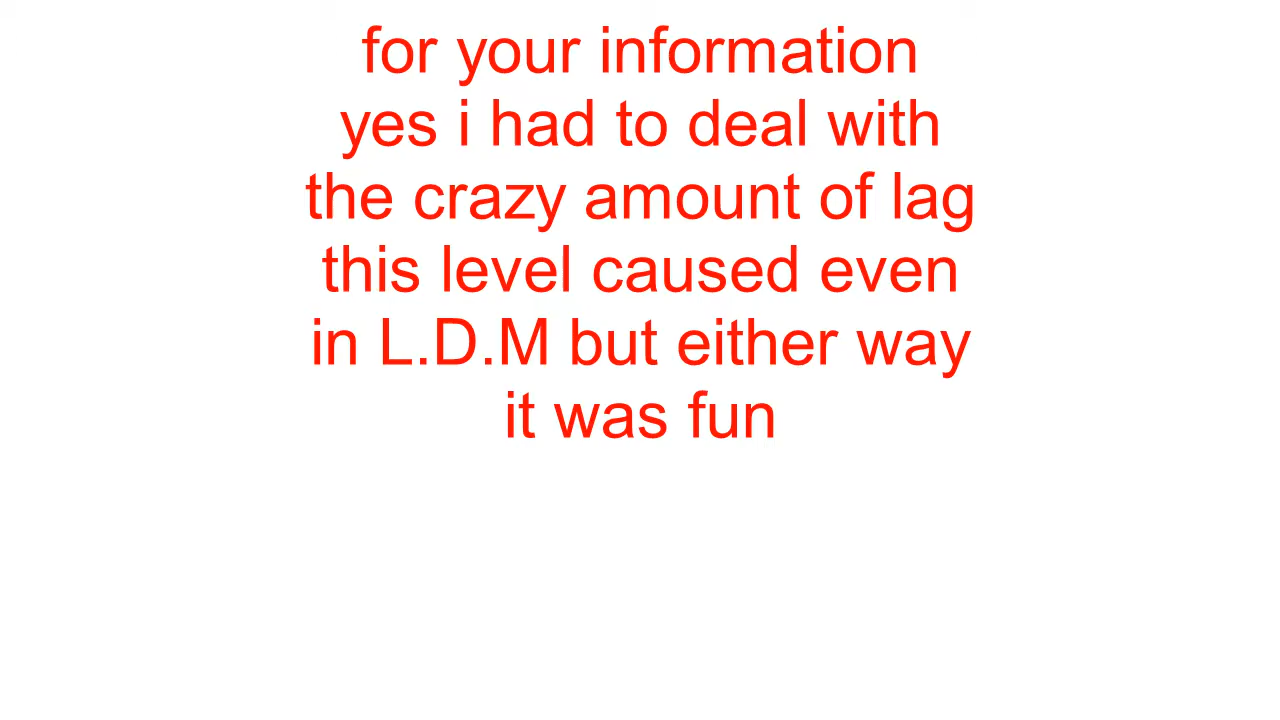 for your information
yes i had to deal with
the crazy amount of lag
this level caused even
in L.D.M but either way
it was fun